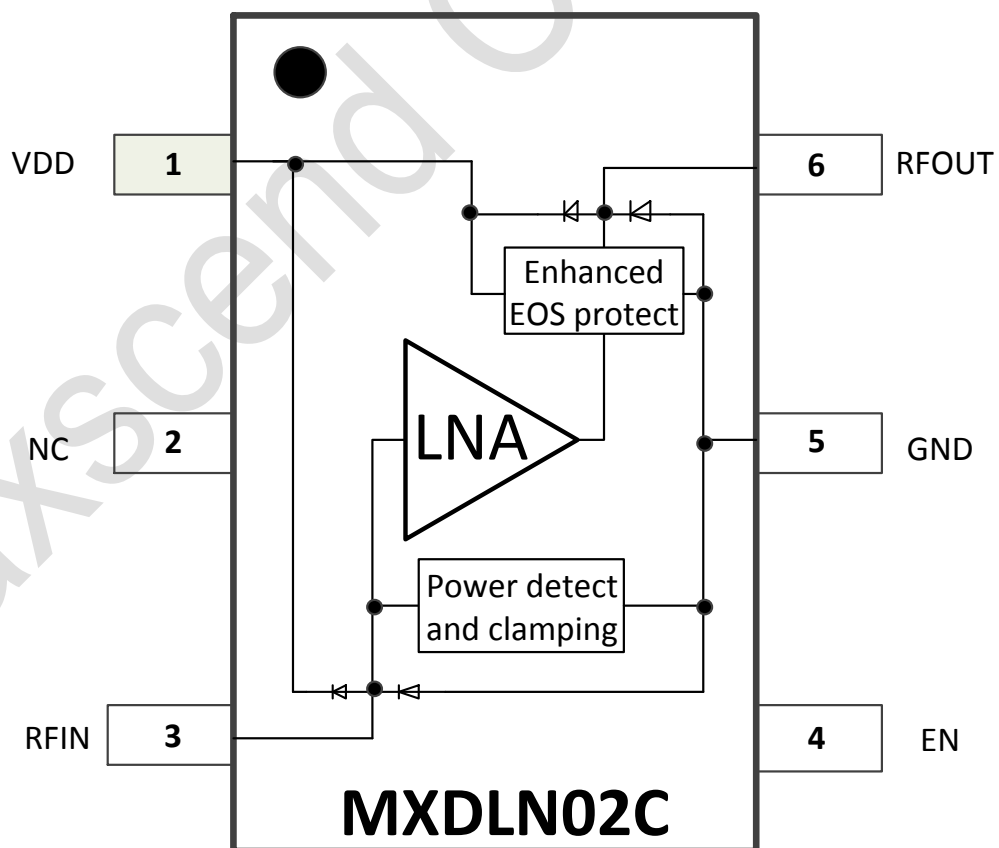 VDD
1
6
RFOUT
Enhanced
EOS protect
LNA
NC
2
5
GND
Power detect
and clamping
RFIN
3
4
EN
MXDLN02C
axscend C